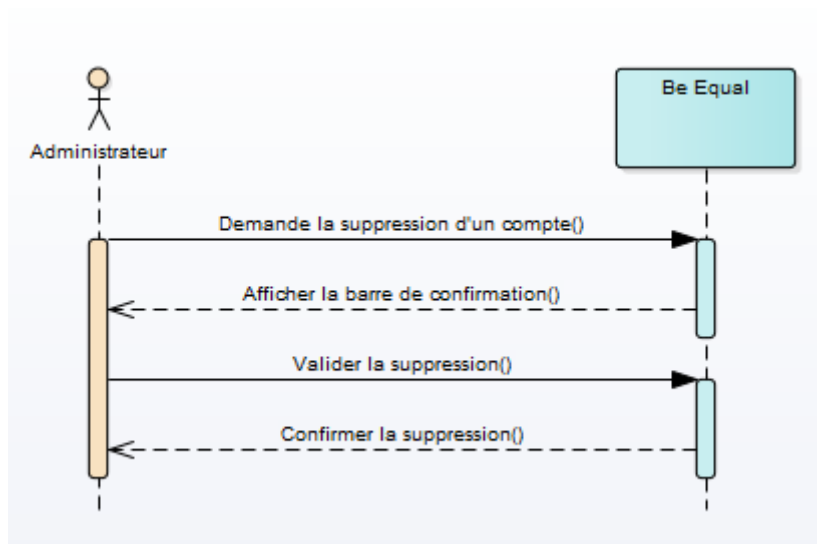 Be Equal
Administrateur
Demande la suppression d'un compte()
Afficher la barre de confirmation()
Valider la suppression()
Confirmer la suppression()